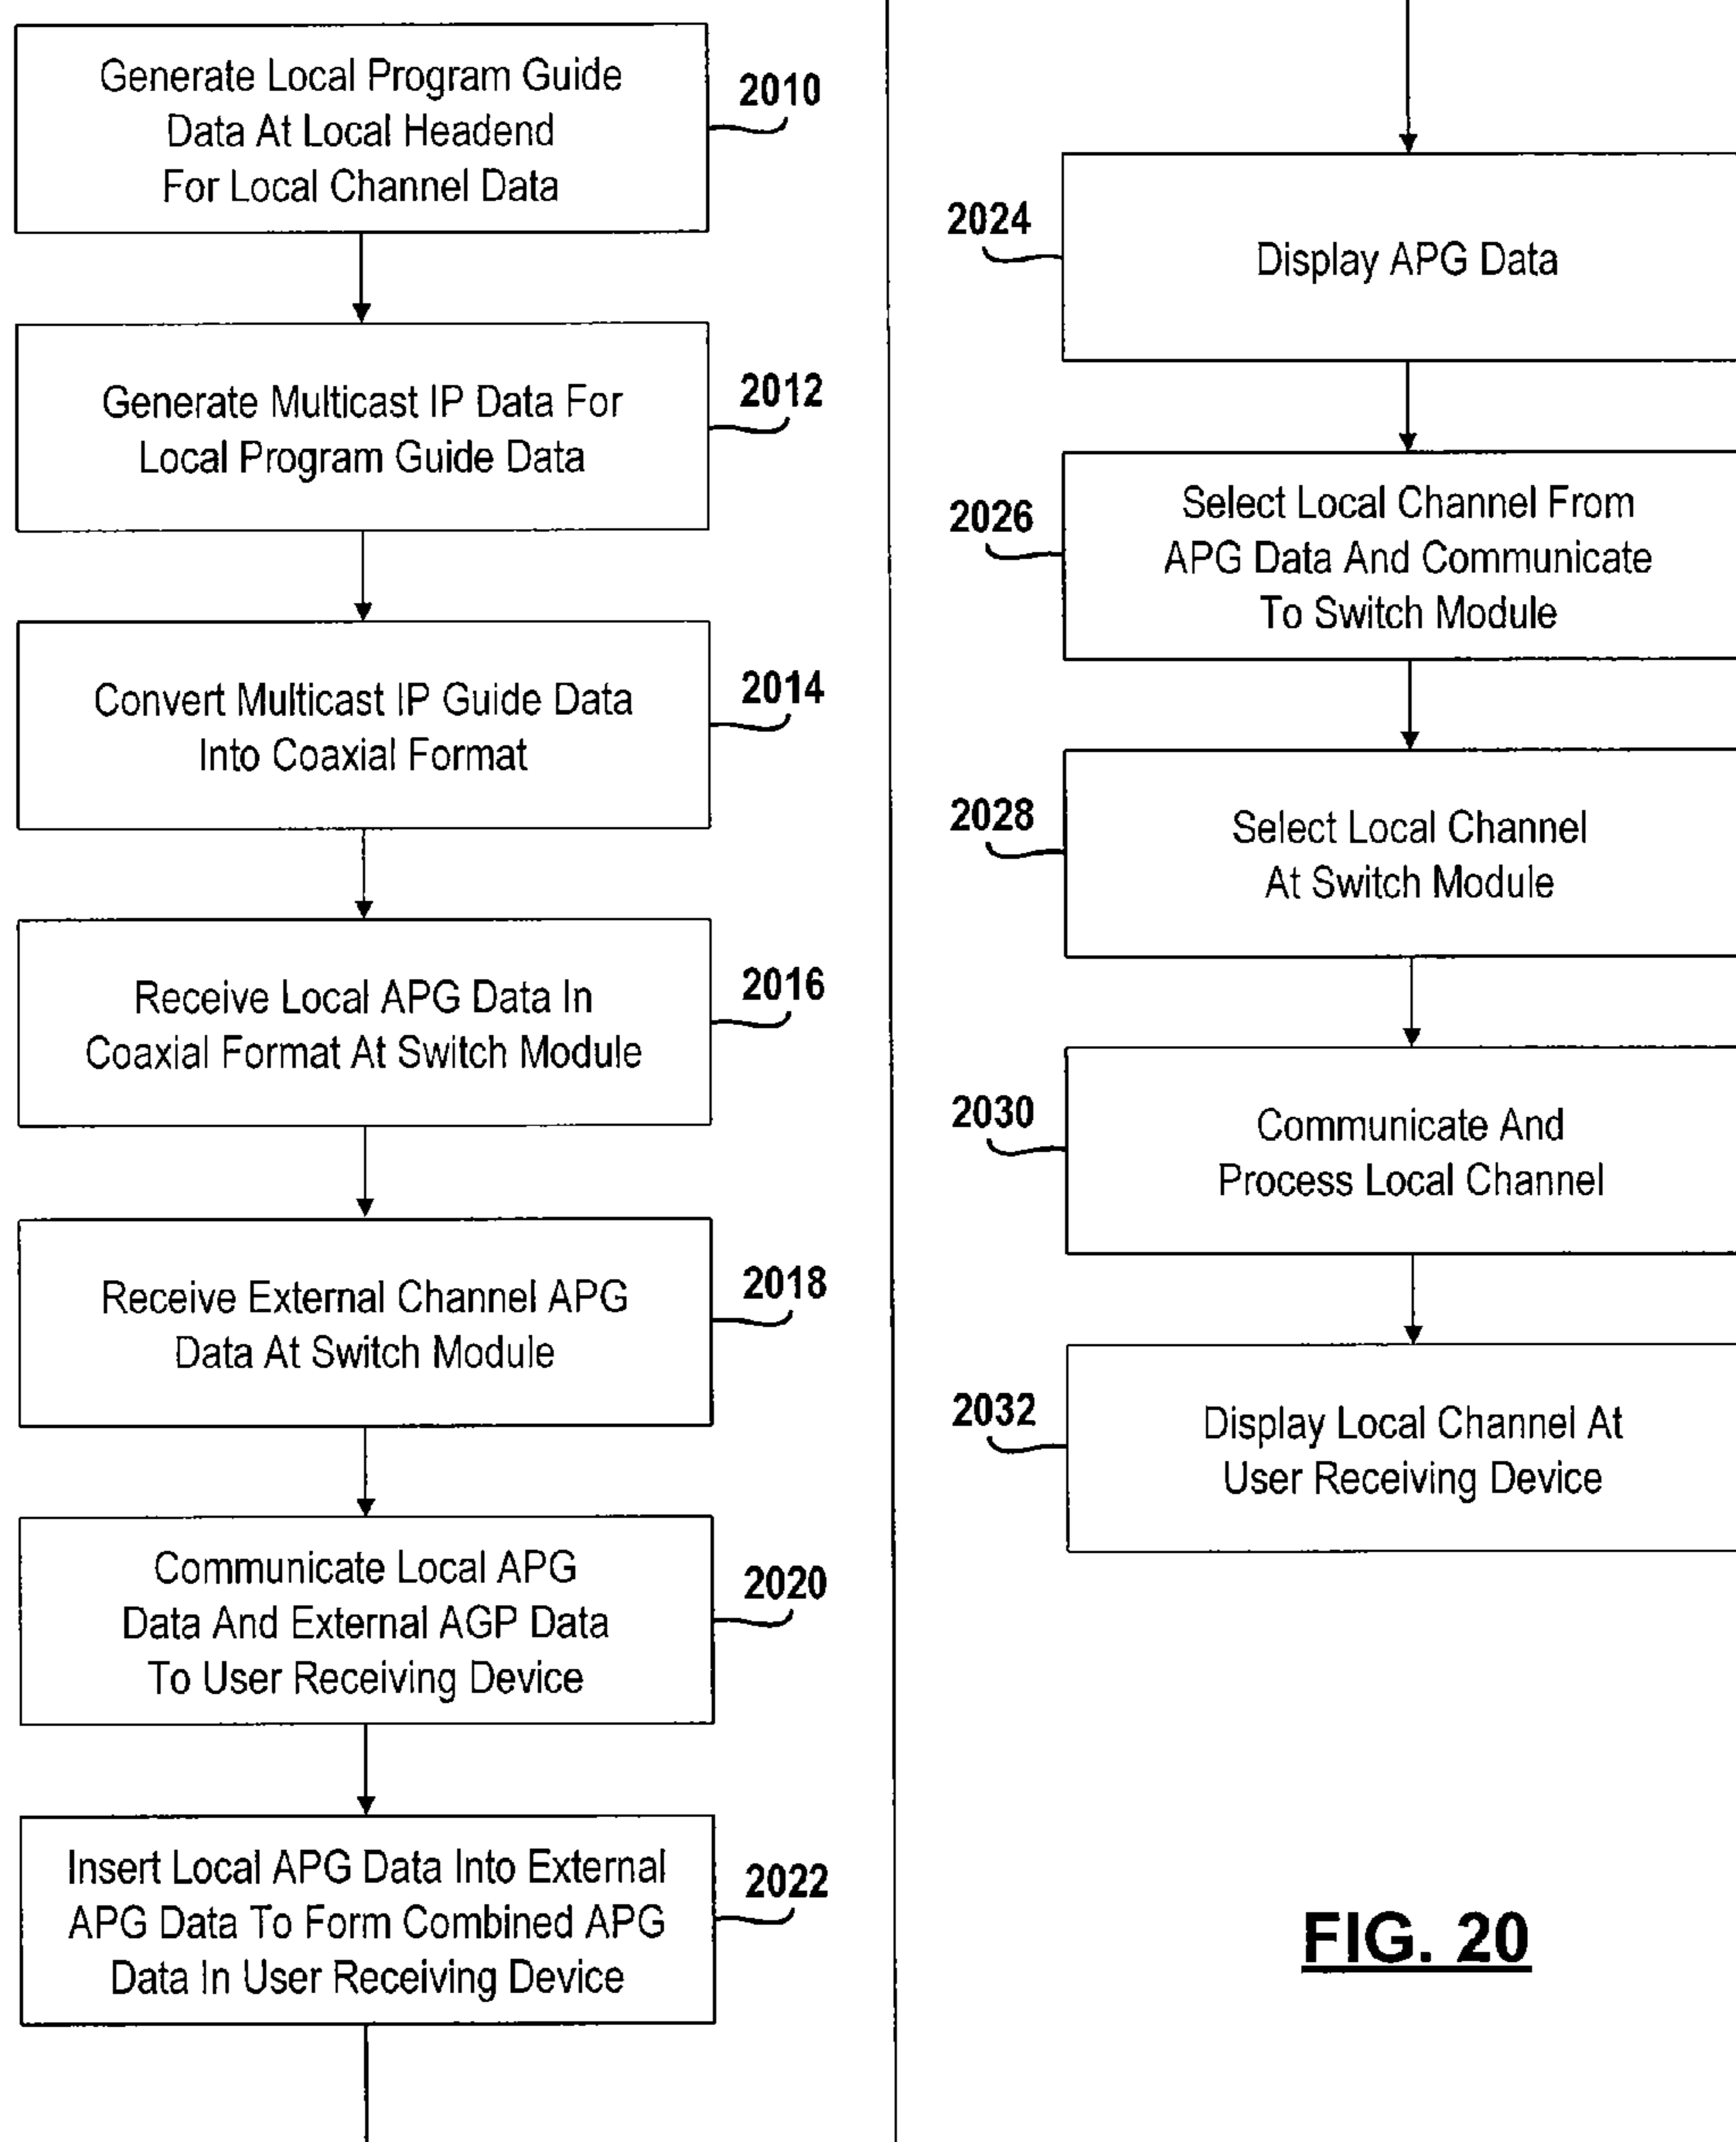 Generate Local Program Guide
Data At Local Headend
For Local Channel Data
2010
Generate Multicast IP Data For
Local Program Guide Data
2012
Convert Multicast IP Guide Data
Into Coaxial Format
2014
Receive Local APG Data In
Coaxial Format At Switch Module
2016
Receive External Channel APG
Data At Switch Module
2018
Communicate Local APG
Data And External AGP Data
To User Receiving Device
2020
Insert Local APG Data Into External
APG Data To Form Combined APG
Data In User Receiving Device
2022
2024
Display APG Data
2026
Select Local Channel From
APG Data And Communicate
To Switch Module
2028
Select Local Channel
At Switch Module
2030
Communicate And
Process Local Channel
2032
Display Local Channel At
User Receiving Device
FIG. 20